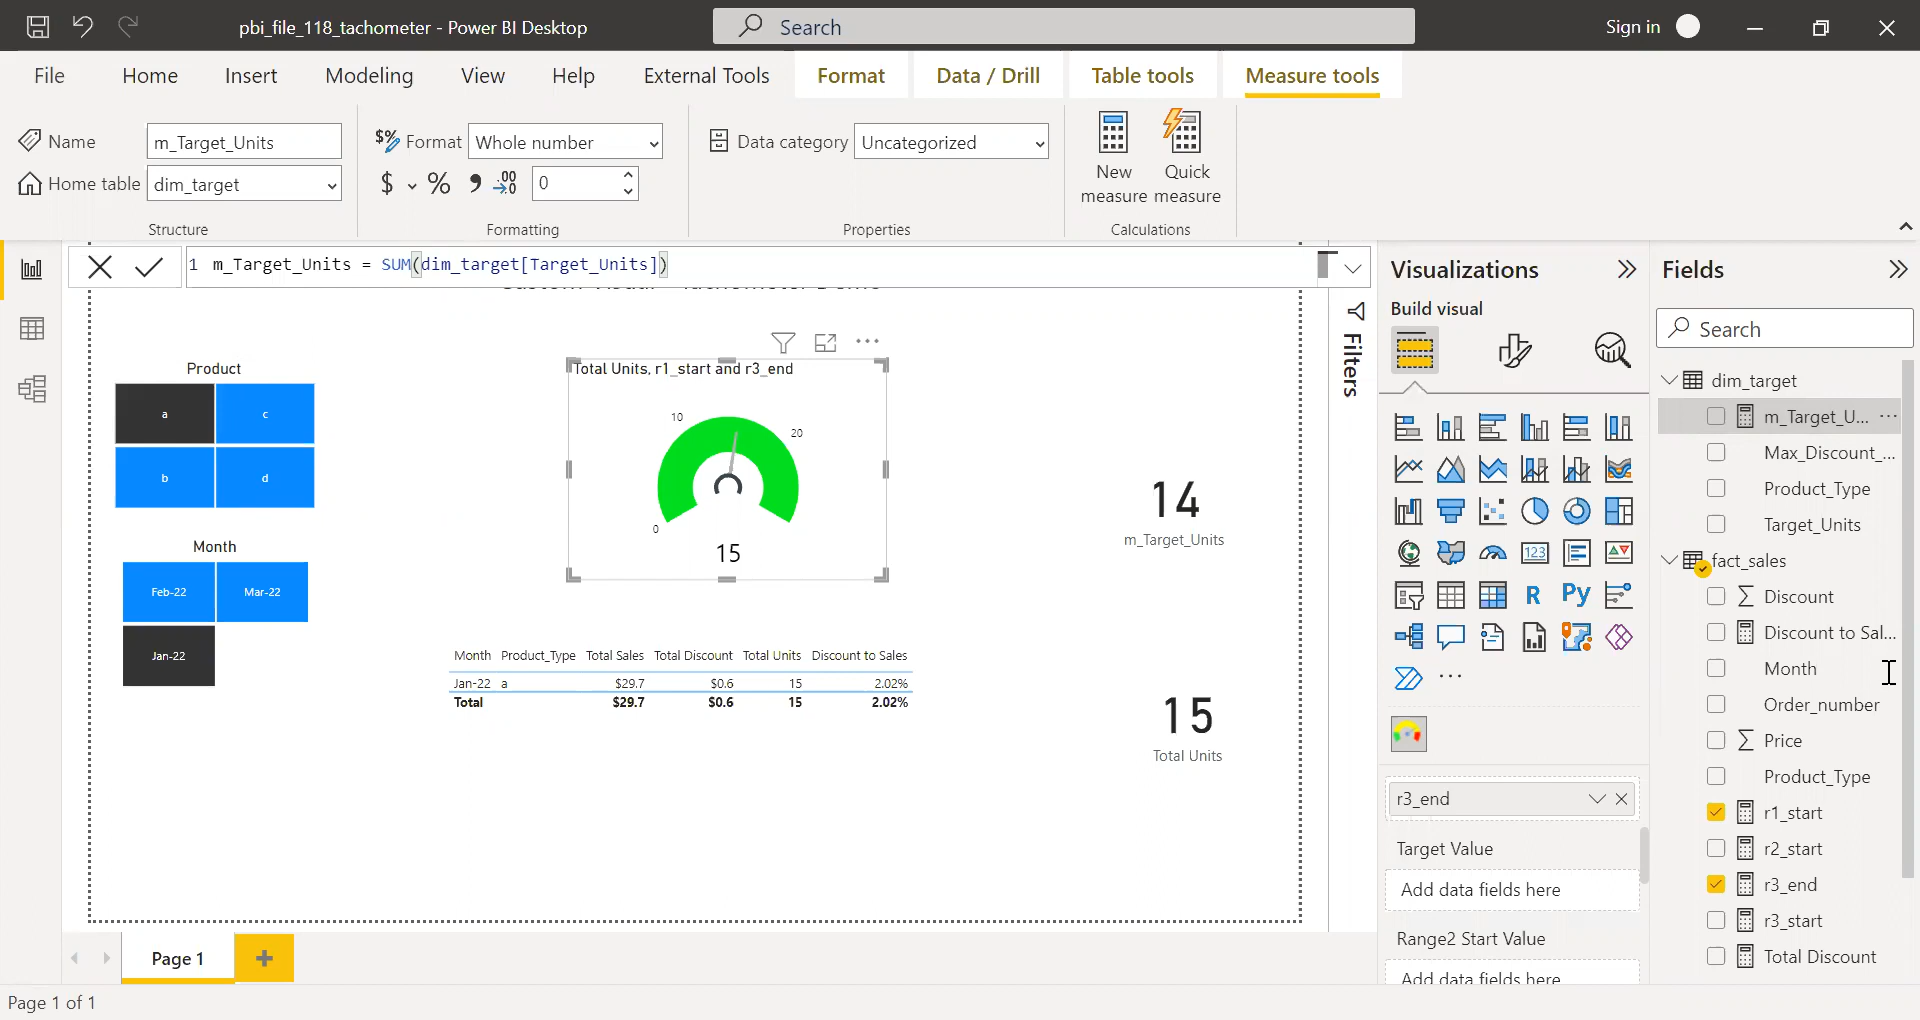 pbi_file_118_tachometer - Power BI Desktop
Search
Sign in
File
Home
Insert
Modeling
View
Help
External Tools
Format
Data / Drill
Table tools
Measure tools
Name
m_Target_Units
Home table
dim_target
Structure
$% Format
Whole number
$
%
,
.00
→0
0
Formatting
Data category
Uncategorized
Properties
New
measure
Quick
measure
Calculations
1 m_Target_Units = SUM(dim_target[Target_Units])
Product
a
c
b
d
Month
Feb-22
Mar-22
Jan-22
Total Units, r1_start and r3_end
10
20
0
15
14
m_Target_Units
Month Product_Type Total Sales Total Discount Total Units Discount to Sales
Jan-22 a $29.7 $0.6 15 2.02%
Total $29.7 $0.6 15 2.02%
15
Total Units
Filters
Visualizations
Build visual
123
R
Py
...
r3_end
Target Value
Add data fields here
Range2 Start Value
Add data fields here
Fields
Search
dim_target
m_Target_U...
Max_Discount_...
Product_Type
Target_Units
fact_sales
Discount
Discount to Sal...
Month
Order_number
Price
Product_Type
r1_start
r2_start
r3_end
r3_start
Total Discount
Page 1
Page 1 of 1